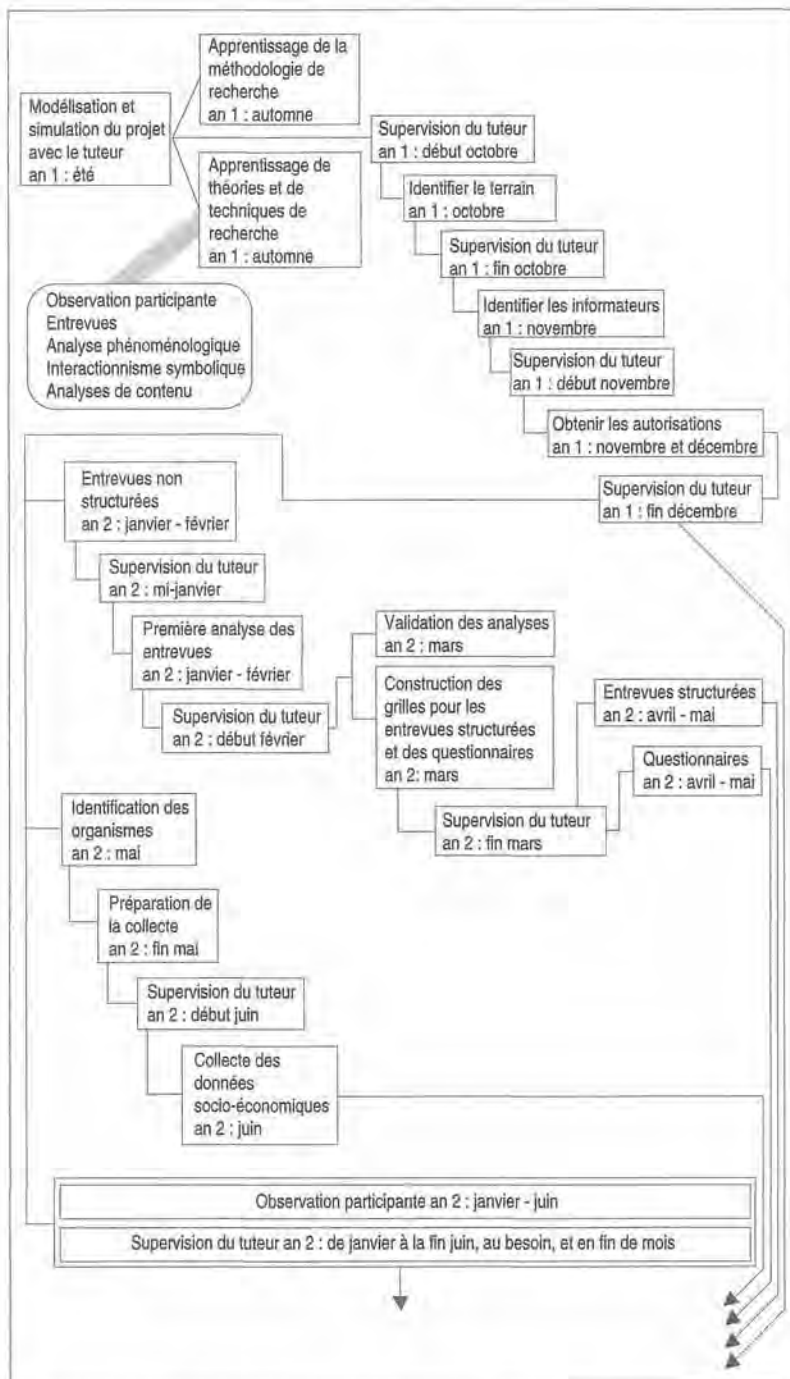 Modélisation et
simulation du projet
avec le tuteur
an 1 : été
Apprentissage de la
méthodologie de
recherche
an 1 : automne
Apprentissage de
théories et de
techniques de
recherche
an 1 : automne
Observation participante
Entrevues
Analyse phénoménologique
Interactionnisme symbolique
Analyses de contenu
Supervision du tuteur
an 1 : début octobre
Identifier le terrain
an 1 : octobre
Supervision du tuteur
an 1 : fin octobre
Identifier les informateurs
an 1 : novembre
Supervision du tuteur
an 1 : début novembre
Obtenir les autorisations
an 1 : novembre et décembre
Supervision du tuteur
an 1 : fin décembre
Entrevues non
structurées
an 2 : janvier - février
Supervision du tuteur
an 2 : mi-janvier
Première analyse des
entrevues
an 2 : janvier - février
Supervision du tuteur
an 2 : début février
Validation des analyses
an 2 : mars
Construction des
grilles pour les
entrevues structurées
et des questionnaires
an 2: mars
Supervision du tuteur
an 2 : fin mars
Entrevues structurées
an 2 : avril - mai
Questionnaires
an 2 : avril - mai
Identification des
organismes
an 2 : mai
Préparation de
la collecte
an 2 : fin mai
Supervision du tuteur
an 2 : début juin
Collecte des
données
socio-économiques
an 2 : juin
Observation participante an 2 : janvier - juin
Supervision du tuteur an 2 : de janvier à la fin juin, au besoin, et en fin de mois